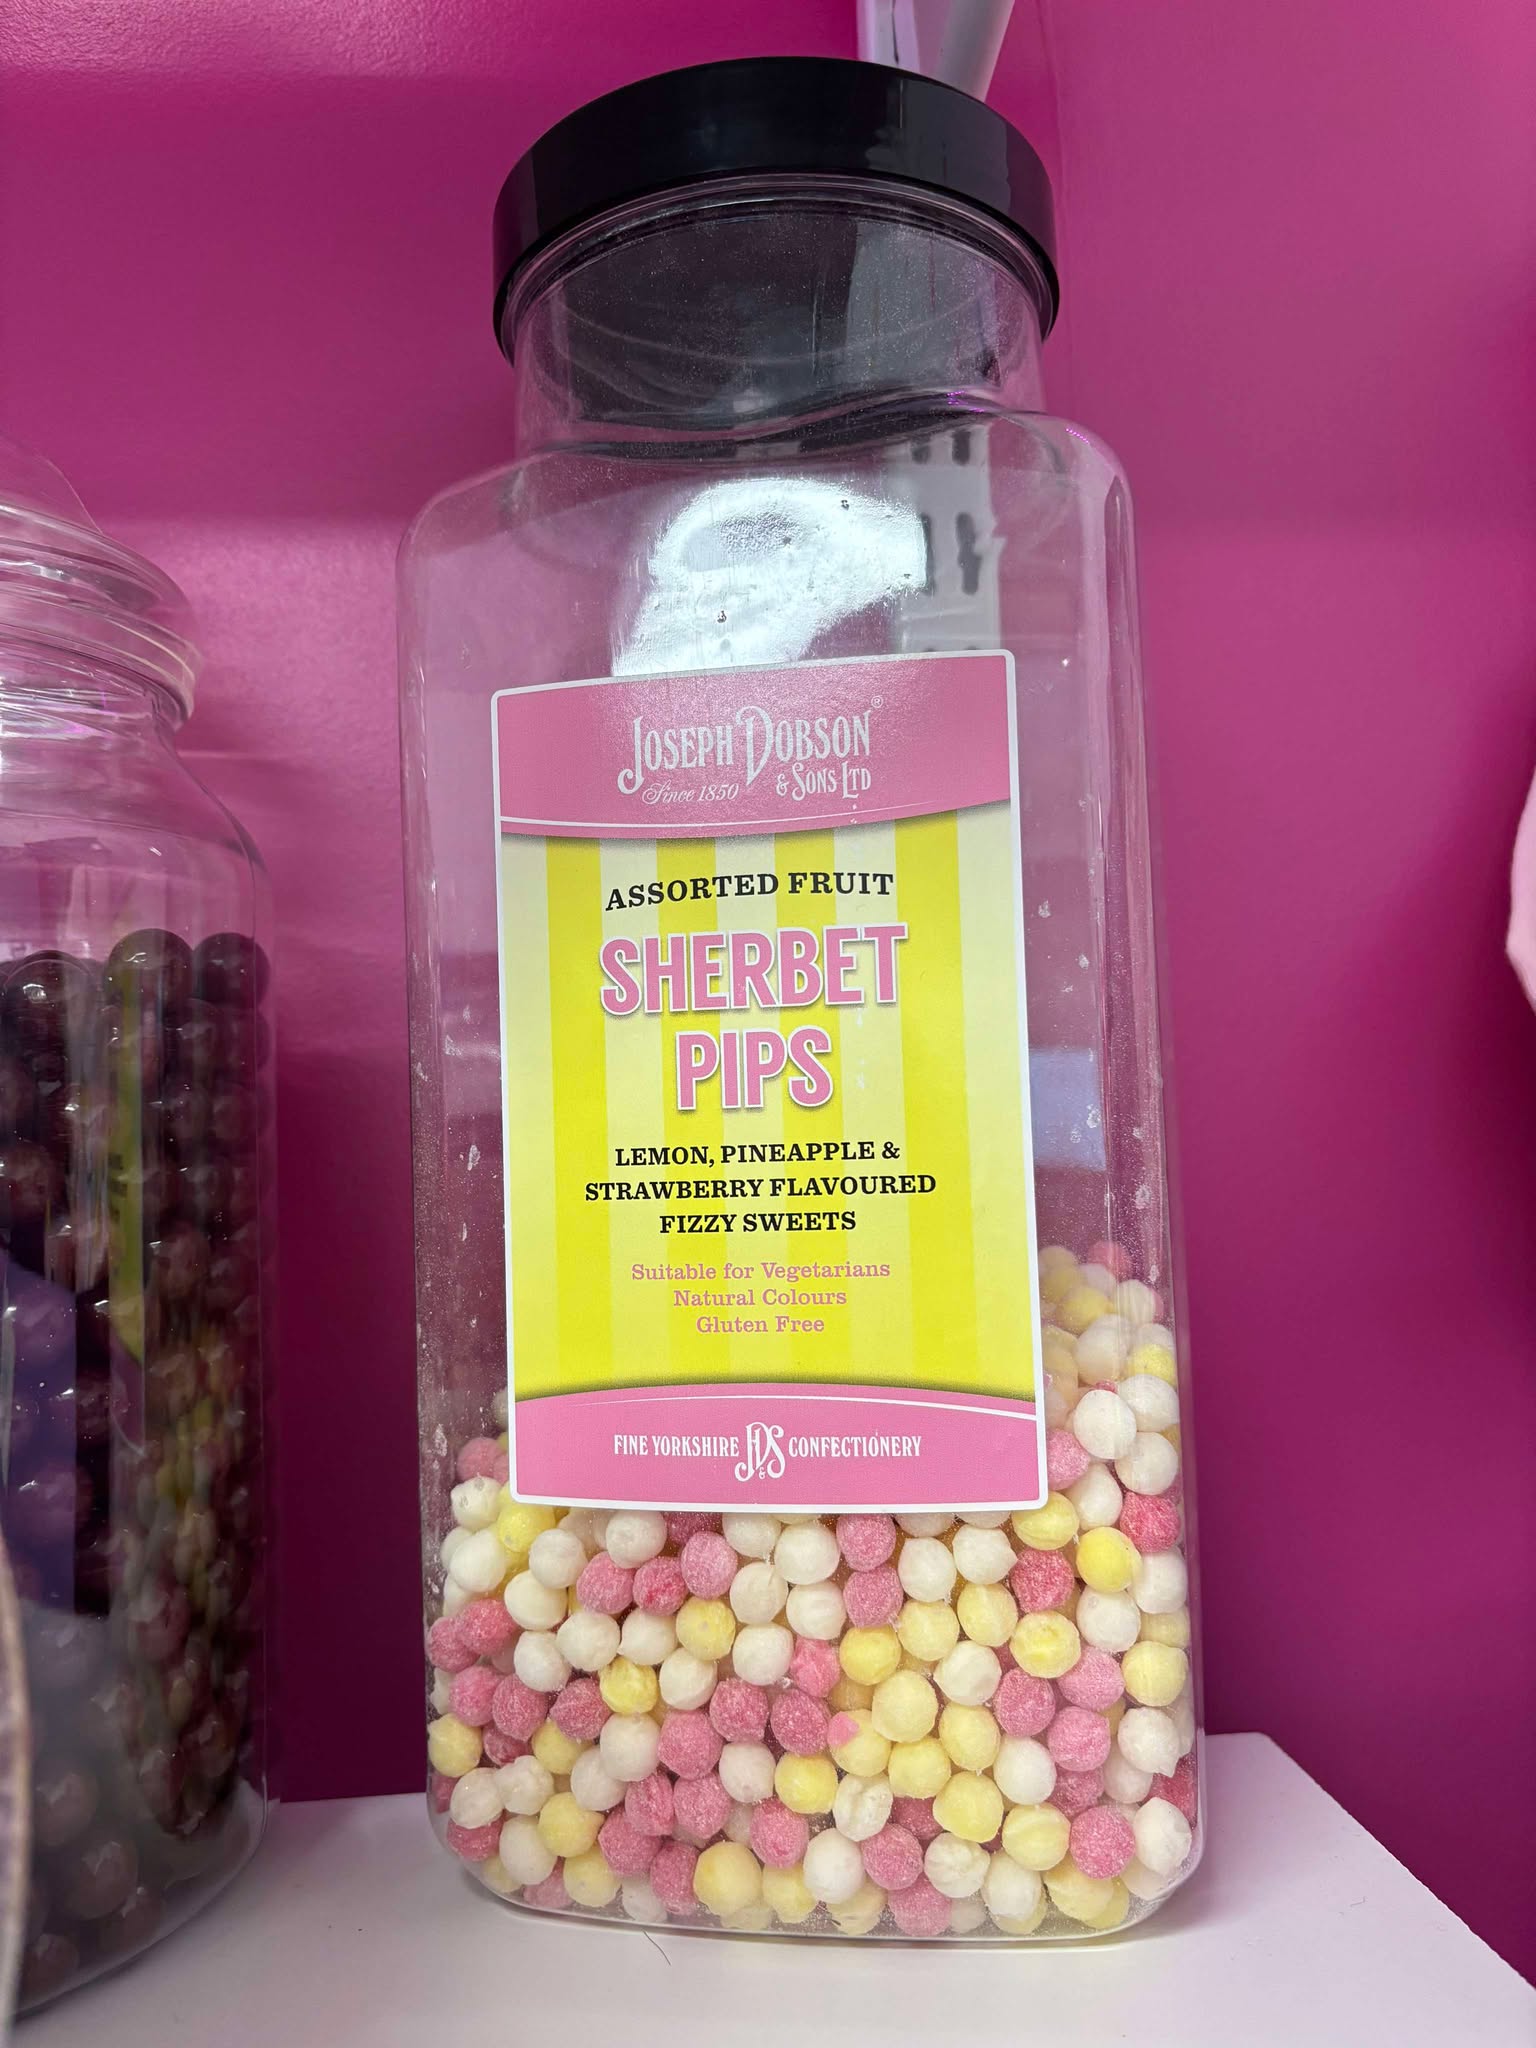 JOSEPH DOBSON®
Since 1850 & SONS LTD
ASSORTED FRUIT
SHERBET
PIPS
LEMON, PINEAPPLE &
STRAWBERRY FLAVOURED
FIZZY SWEETS
Suitable for Vegetarians
Natural Colours
Gluten Free
FINE YORKSHIRE JD&S CONFECTIONERY